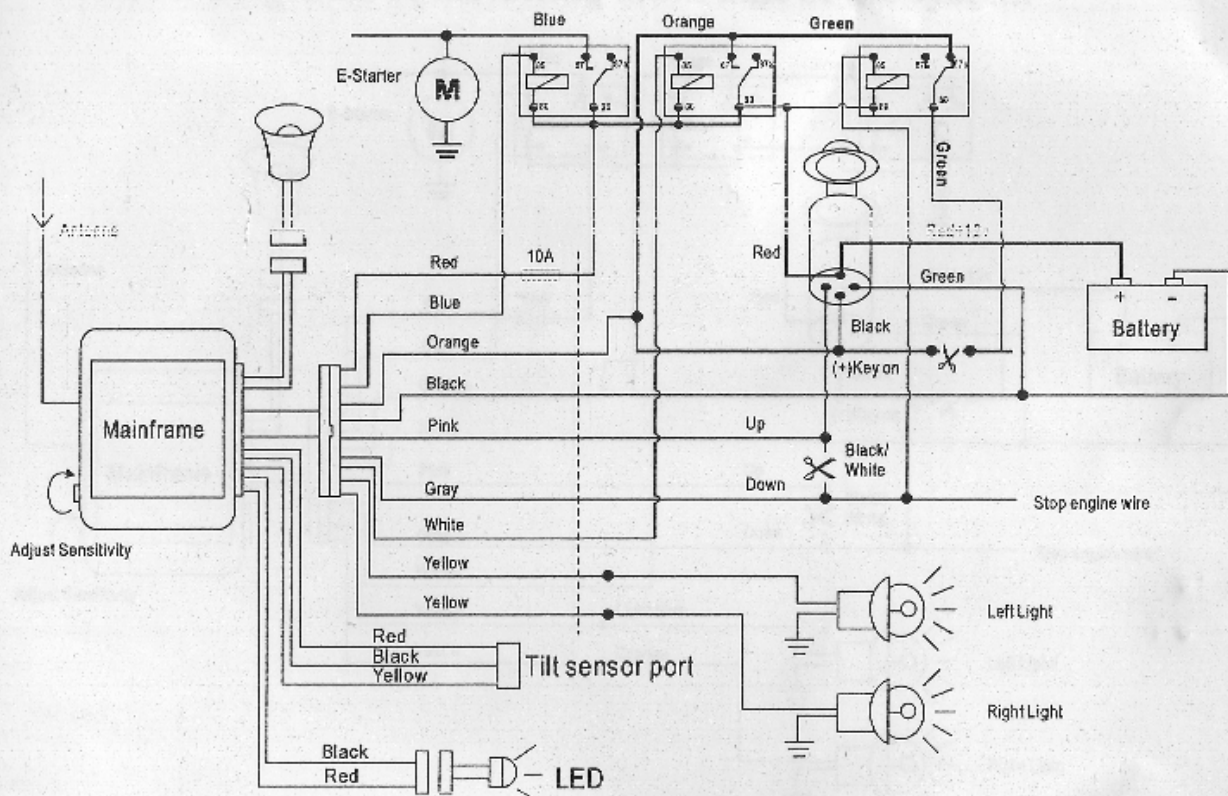 Blue
Orange
Green
E-Starter
M
Green
Antenna
Red
10A
Red
Green
Blue
+ -
Battery
Black
Orange
(+)Key on
Black
Mainframe
Pink
Up
Black/
White
Gray
Down
Stop engine wire
White
Adjust Sensitivity
Yellow
Yellow
Left Light
Red
Black
Yellow
Tilt sensor port
Right Light
Black
Red
LED